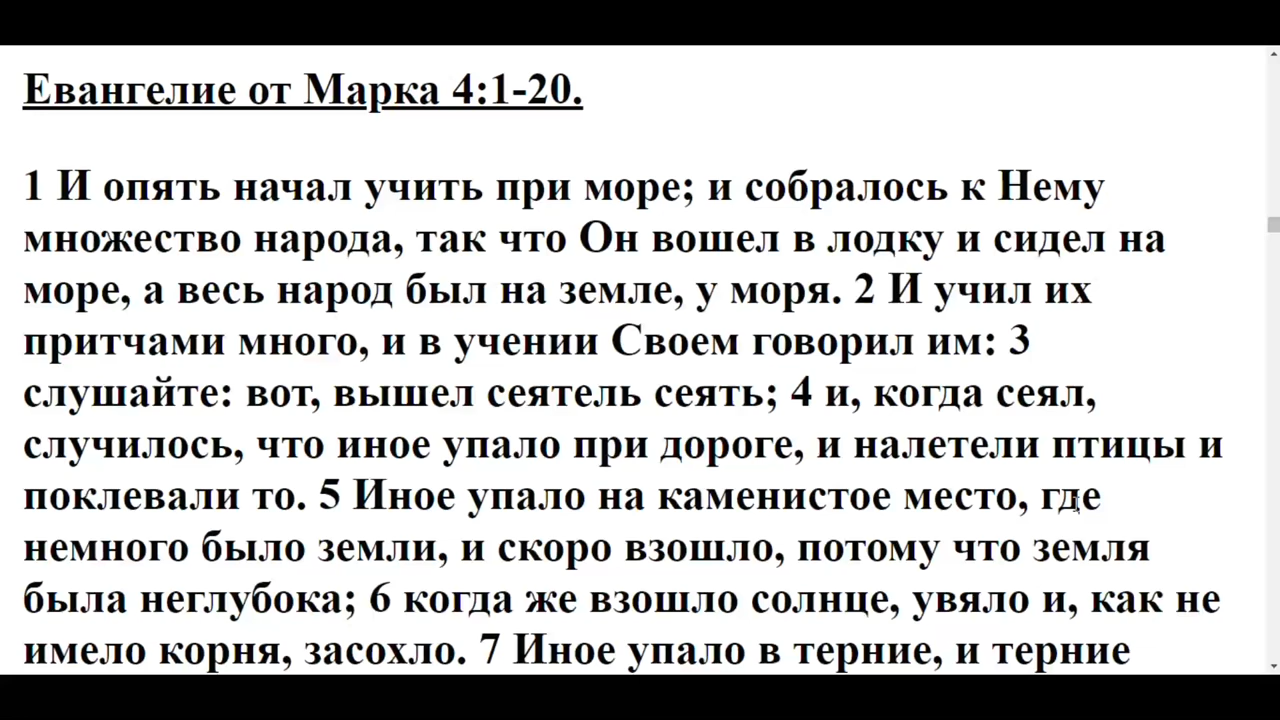 Евангелие от Марка 4:1-20.
1 И опять начал учить при море; и собралось к Нему
множество народа, так что Он вошел в лодку и сидел на
море, а весь народ был на земле, у моря. 2 И учил их
притчами много, и в учении Своем говорил им: 3
слушайте: вот, вышел сеятель сеять; 4 и, когда сеял,
случилось, что иное упало при дороге, и налетели птицы и
поклевали то. 5 Иное упало на каменистое место, где
немного было земли, и скоро взошло, потому что земля
была неглубока; 6 когда же взошло солнце, увяло и, как не
имело корня, засохло. 7 Иное упало в терние, и терние